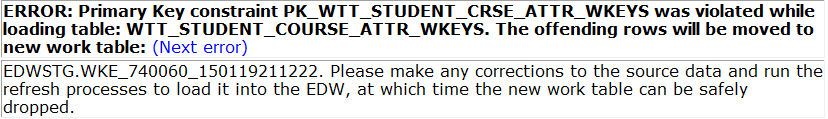 ERROR: Primary Key constraint PK_WTT_STUDENT_CRSE_ATTR_WKEYS was violated while
loading table: WTT_STUDENT_COURSE_ATTR_WKEYS. The offending rows will be moved to
new work table: (Next error)
EDWSTG.WKE_740060_150119211222. Please make any corrections to the source data and run the
refresh processes to load it into the EDW, at which time the new work table can be safely
dropped.